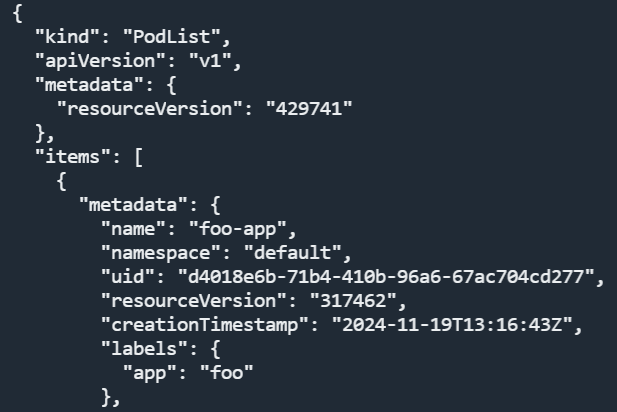 {
  "kind": "PodList",
  "apiVersion": "v1",
  "metadata": {
    "resourceVersion": "429741"
  },
  "items": [
    {
      "metadata": {
        "name": "foo-app",
        "namespace": "default",
        "uid": "d4018e6b-71b4-410b-96a6-67ac704cd277",
        "resourceVersion": "317462",
        "creationTimestamp": "2024-11-19T13:16:43Z",
        "labels": {
          "app": "foo"
        },